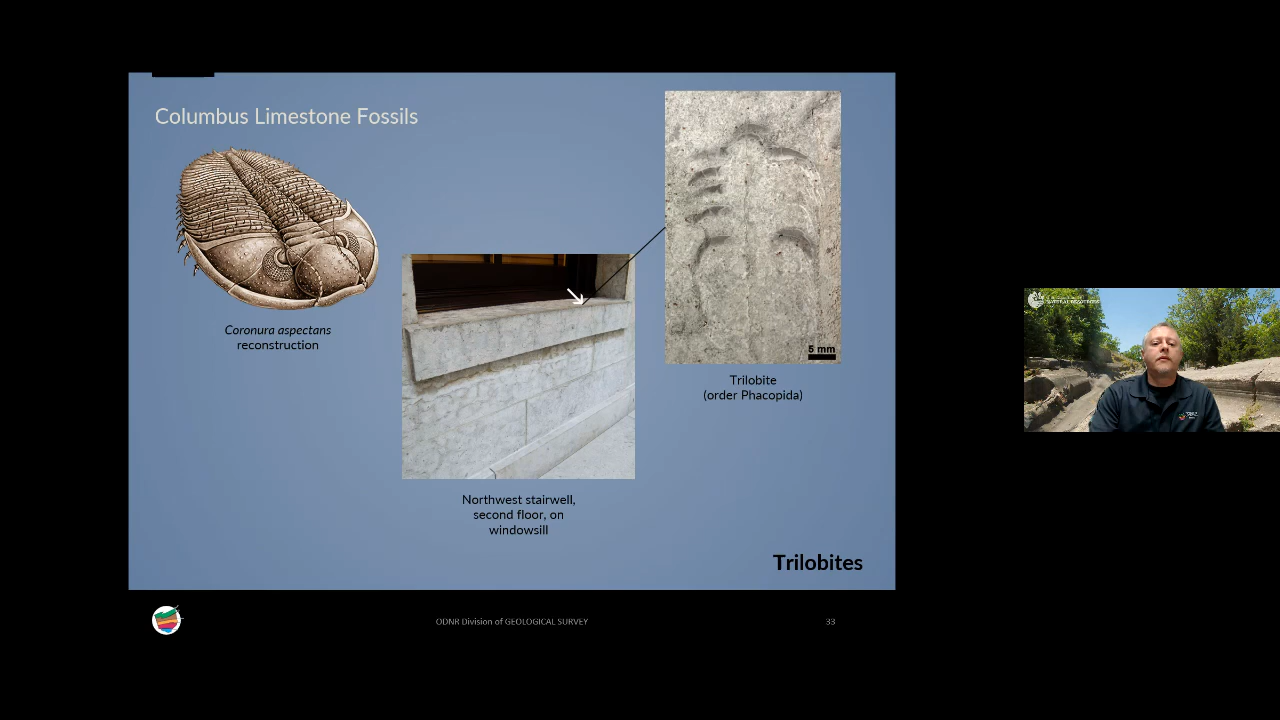 Columbus Limestone Fossils
Coronura aspectans
reconstruction
5 mm
Trilobite
(order Phacopida)
Northwest stairwell,
second floor, on
windowsill
Trilobites
ODNR Division of GEOLOGICAL SURVEY
33